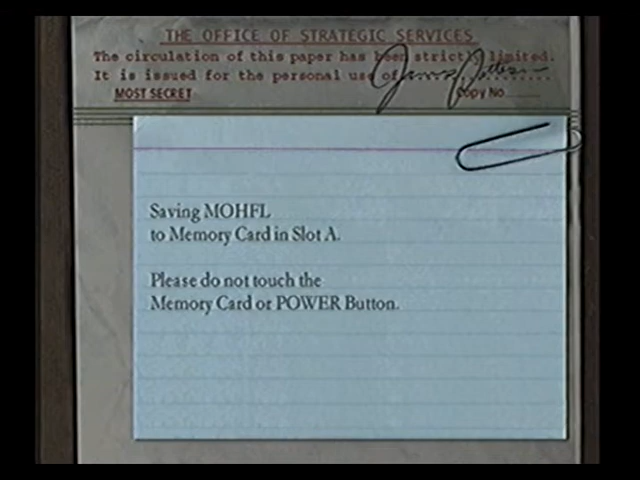 THE OFFICE OF STRATEGIC SERVICES
The circulation of this paper has been strictly limited.
It is issued for the personal use of
MOST SECRET
Copy No
Saving MOHFL
to Memory Card in Slot A.
Please do not touch the
Memory Card or POWER Button.